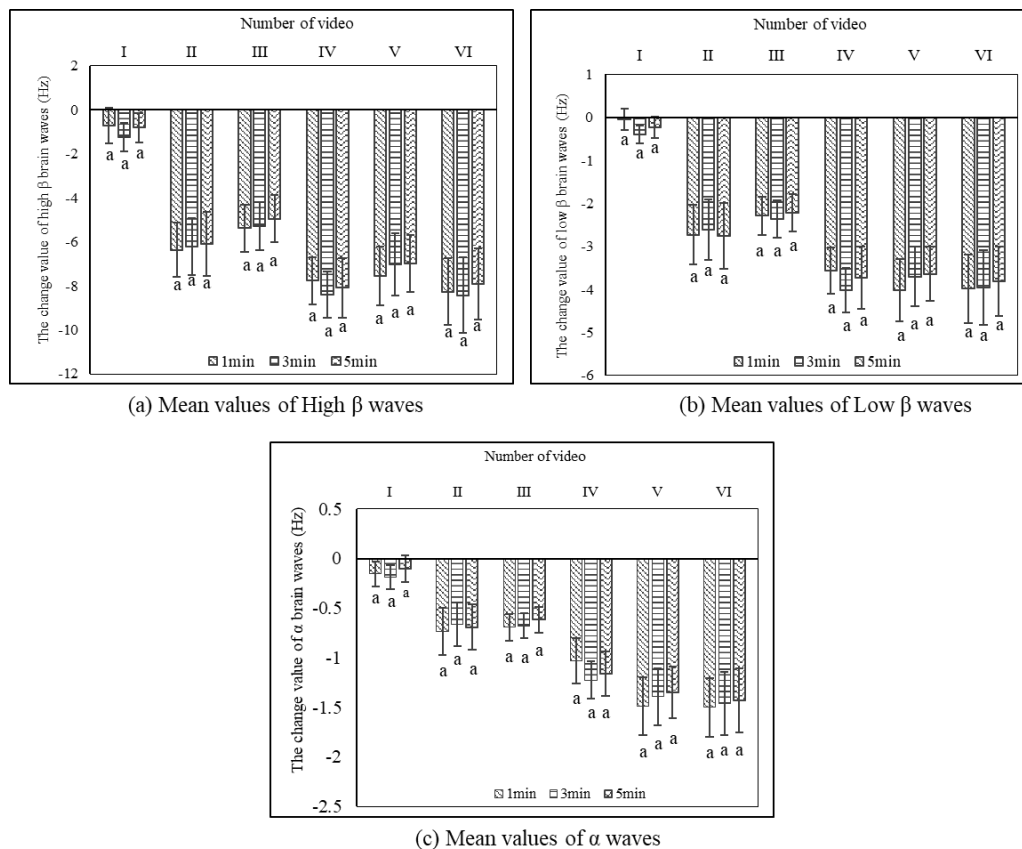 Number of video
I II III IV V VI
The change value of high β brain waves (Hz)
2
0
-2
-4
-6
-8
-10
-12
a a a a a a a a a a a a a a a a a a
1min 3min 5min
(a) Mean values of High β waves
Number of video
I II III IV V VI
The change value of low β brain waves (Hz)
1
0
-1
-2
-3
-4
-5
-6
a a a a a a a a a a a a a a a a a a
1min 3min 5min
(b) Mean values of Low β waves
Number of video
I II III IV V VI
The change value of α brain waves (Hz)
0.5
0
-0.5
-1
-1.5
-2
-2.5
a a a a a a a a a a a a a a a a a a
1min 3min 5min
(c) Mean values of α waves